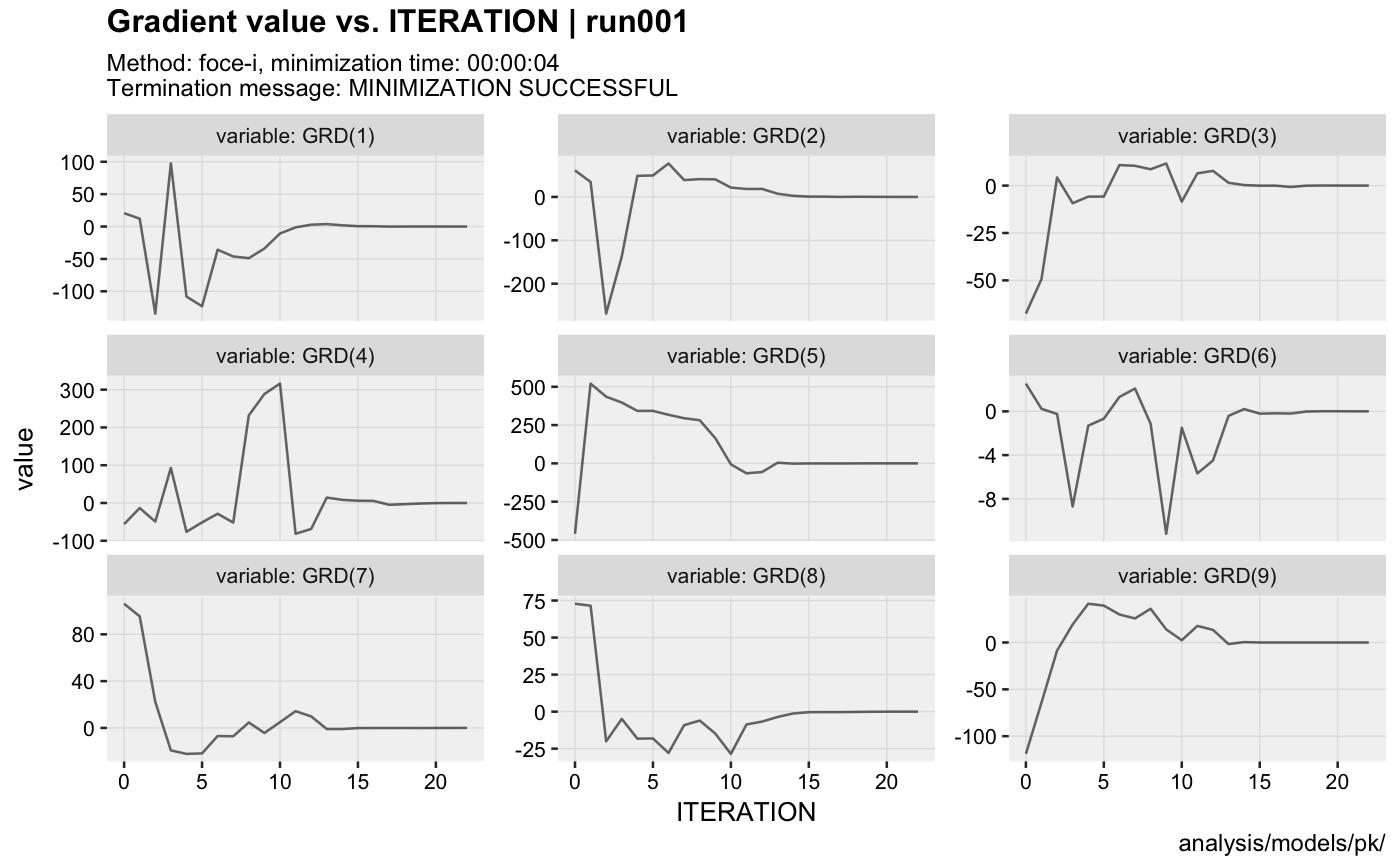 Gradient value vs. ITERATION | run001
Method: foce-i, minimization time: 00:00:04
Termination message: MINIMIZATION SUCCESSFUL
variable: GRD(1)
100
50
0
-50
-100
variable: GRD(2)
0
-100
-200
variable: GRD(3)
0
-25
-50
variable: GRD(4)
300
200
100
0
-100
variable: GRD(5)
500
250
0
-250
-500
variable: GRD(6)
0
-4
-8
value
variable: GRD(7)
80
40
0
0 5 10 15 20
variable: GRD(8)
75
50
25
0
-25
0 5 10 15 20
variable: GRD(9)
0
-50
-100
0 5 10 15 20
ITERATION
analysis/models/pk/